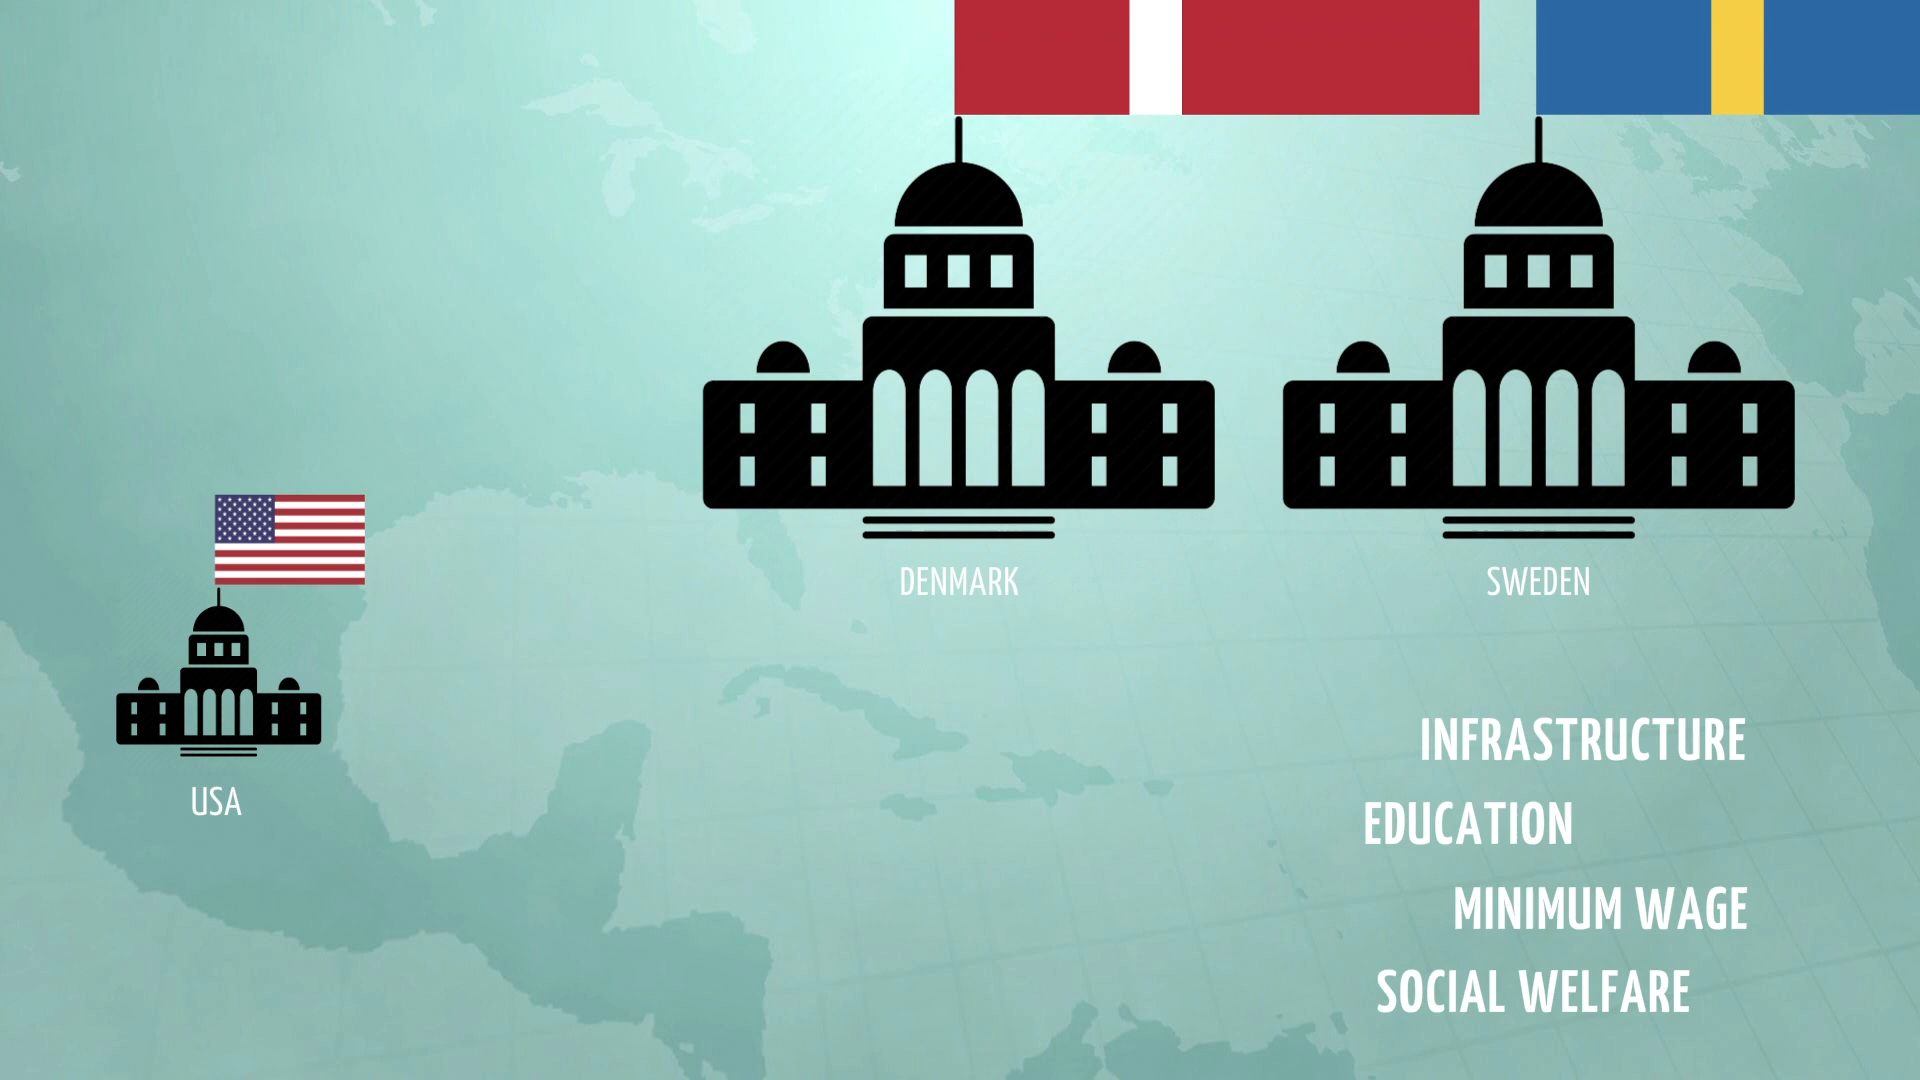 DENMARK
SWEDEN
USA
INFRASTRUCTURE
EDUCATION
MINIMUM WAGE
SOCIAL WELFARE